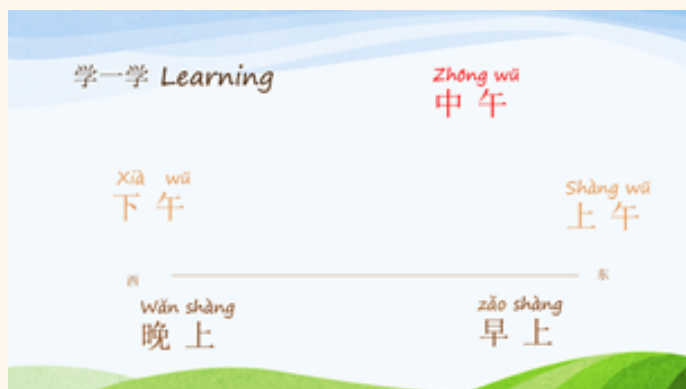 学一学 Learning
Zhōng wǔ
中 午
Xià wǔ
下 午
Shàng wǔ
上 午
西
东
Wǎn shàng
晚 上
zǎo shàng
早 上